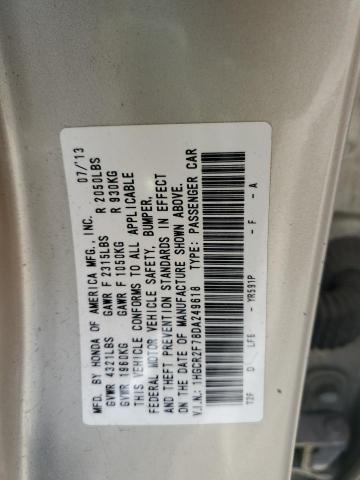 MFD. BY HONDA OF AMERICA MFG., INC. 07/13
GVWR 4321LBS GAWR F 2315LBS R 2050LBS
GVWR 1960KG GAWR F 1050KG R 930KG
THIS VEHICLE CONFORMS TO ALL APPLICABLE
FEDERAL MOTOR VEHICLE SAFETY, BUMPER,
AND THEFT PREVENTION STANDARDS IN EFFECT
ON THE DATE OF MANUFACTURE SHOWN ABOVE.
V.I.N.: 1HGCR2F78DA249618 TYPE: PASSENGER CAR
T2F D LF6 - YR591P - F - A